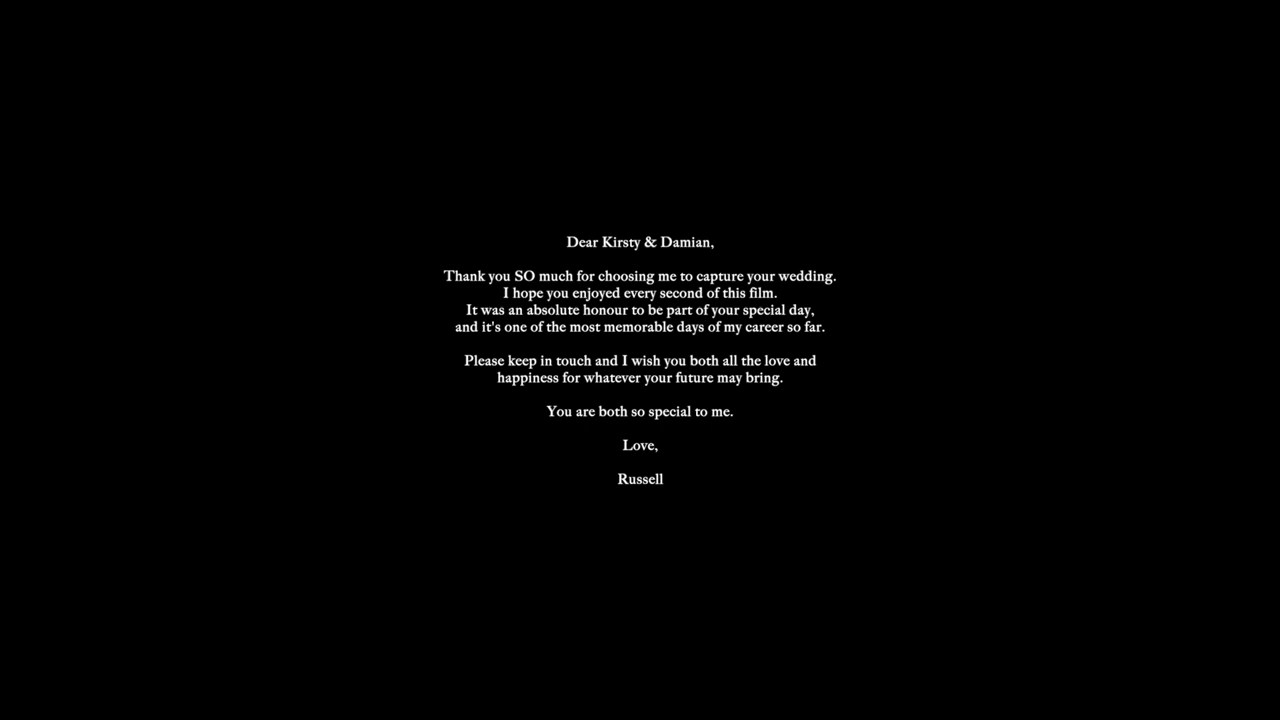 Dear Kirsty & Damian,
Thank you SO much for choosing me to capture your wedding.
I hope you enjoyed every second of this film.
It was an absolute honour to be part of your special day,
and it's one of the most memorable days of my career so far.
Please keep in touch and I wish you both all the love and
happiness for whatever your future may bring.
You are both so special to me.
Love,
Russell